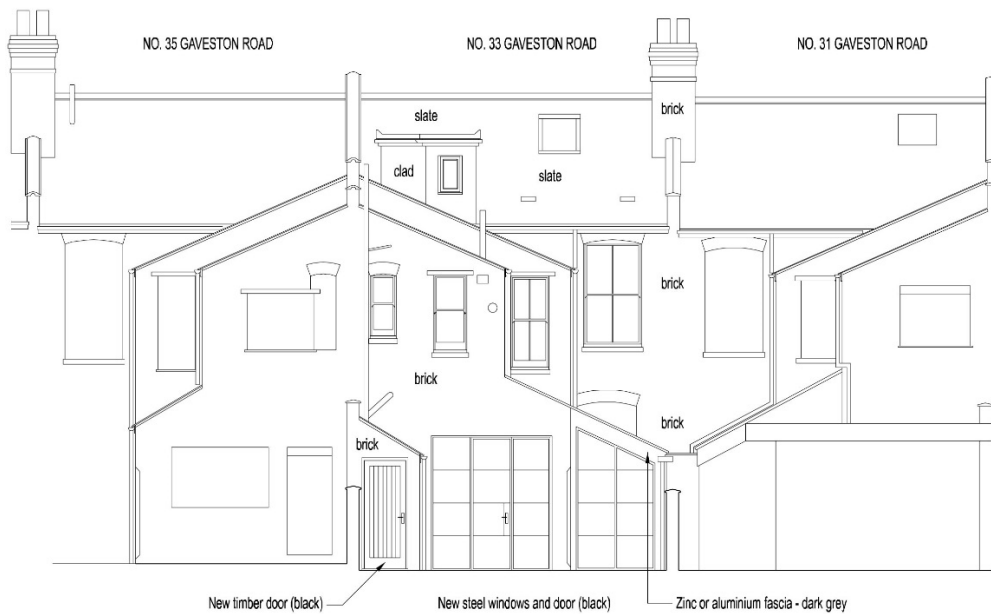 NO. 35 GAVESTON ROAD
NO. 33 GAVESTON ROAD
NO. 31 GAVESTON ROAD
slate
brick
clad
slate
brick
brick
brick
brick
New timber door (black)
New steel windows and door (black)
Zinc or aluminium fascia - dark grey